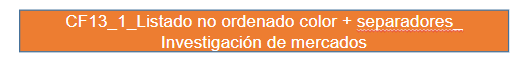 CF13_1_Listado no ordenado color + separadores_
Investigación de mercados